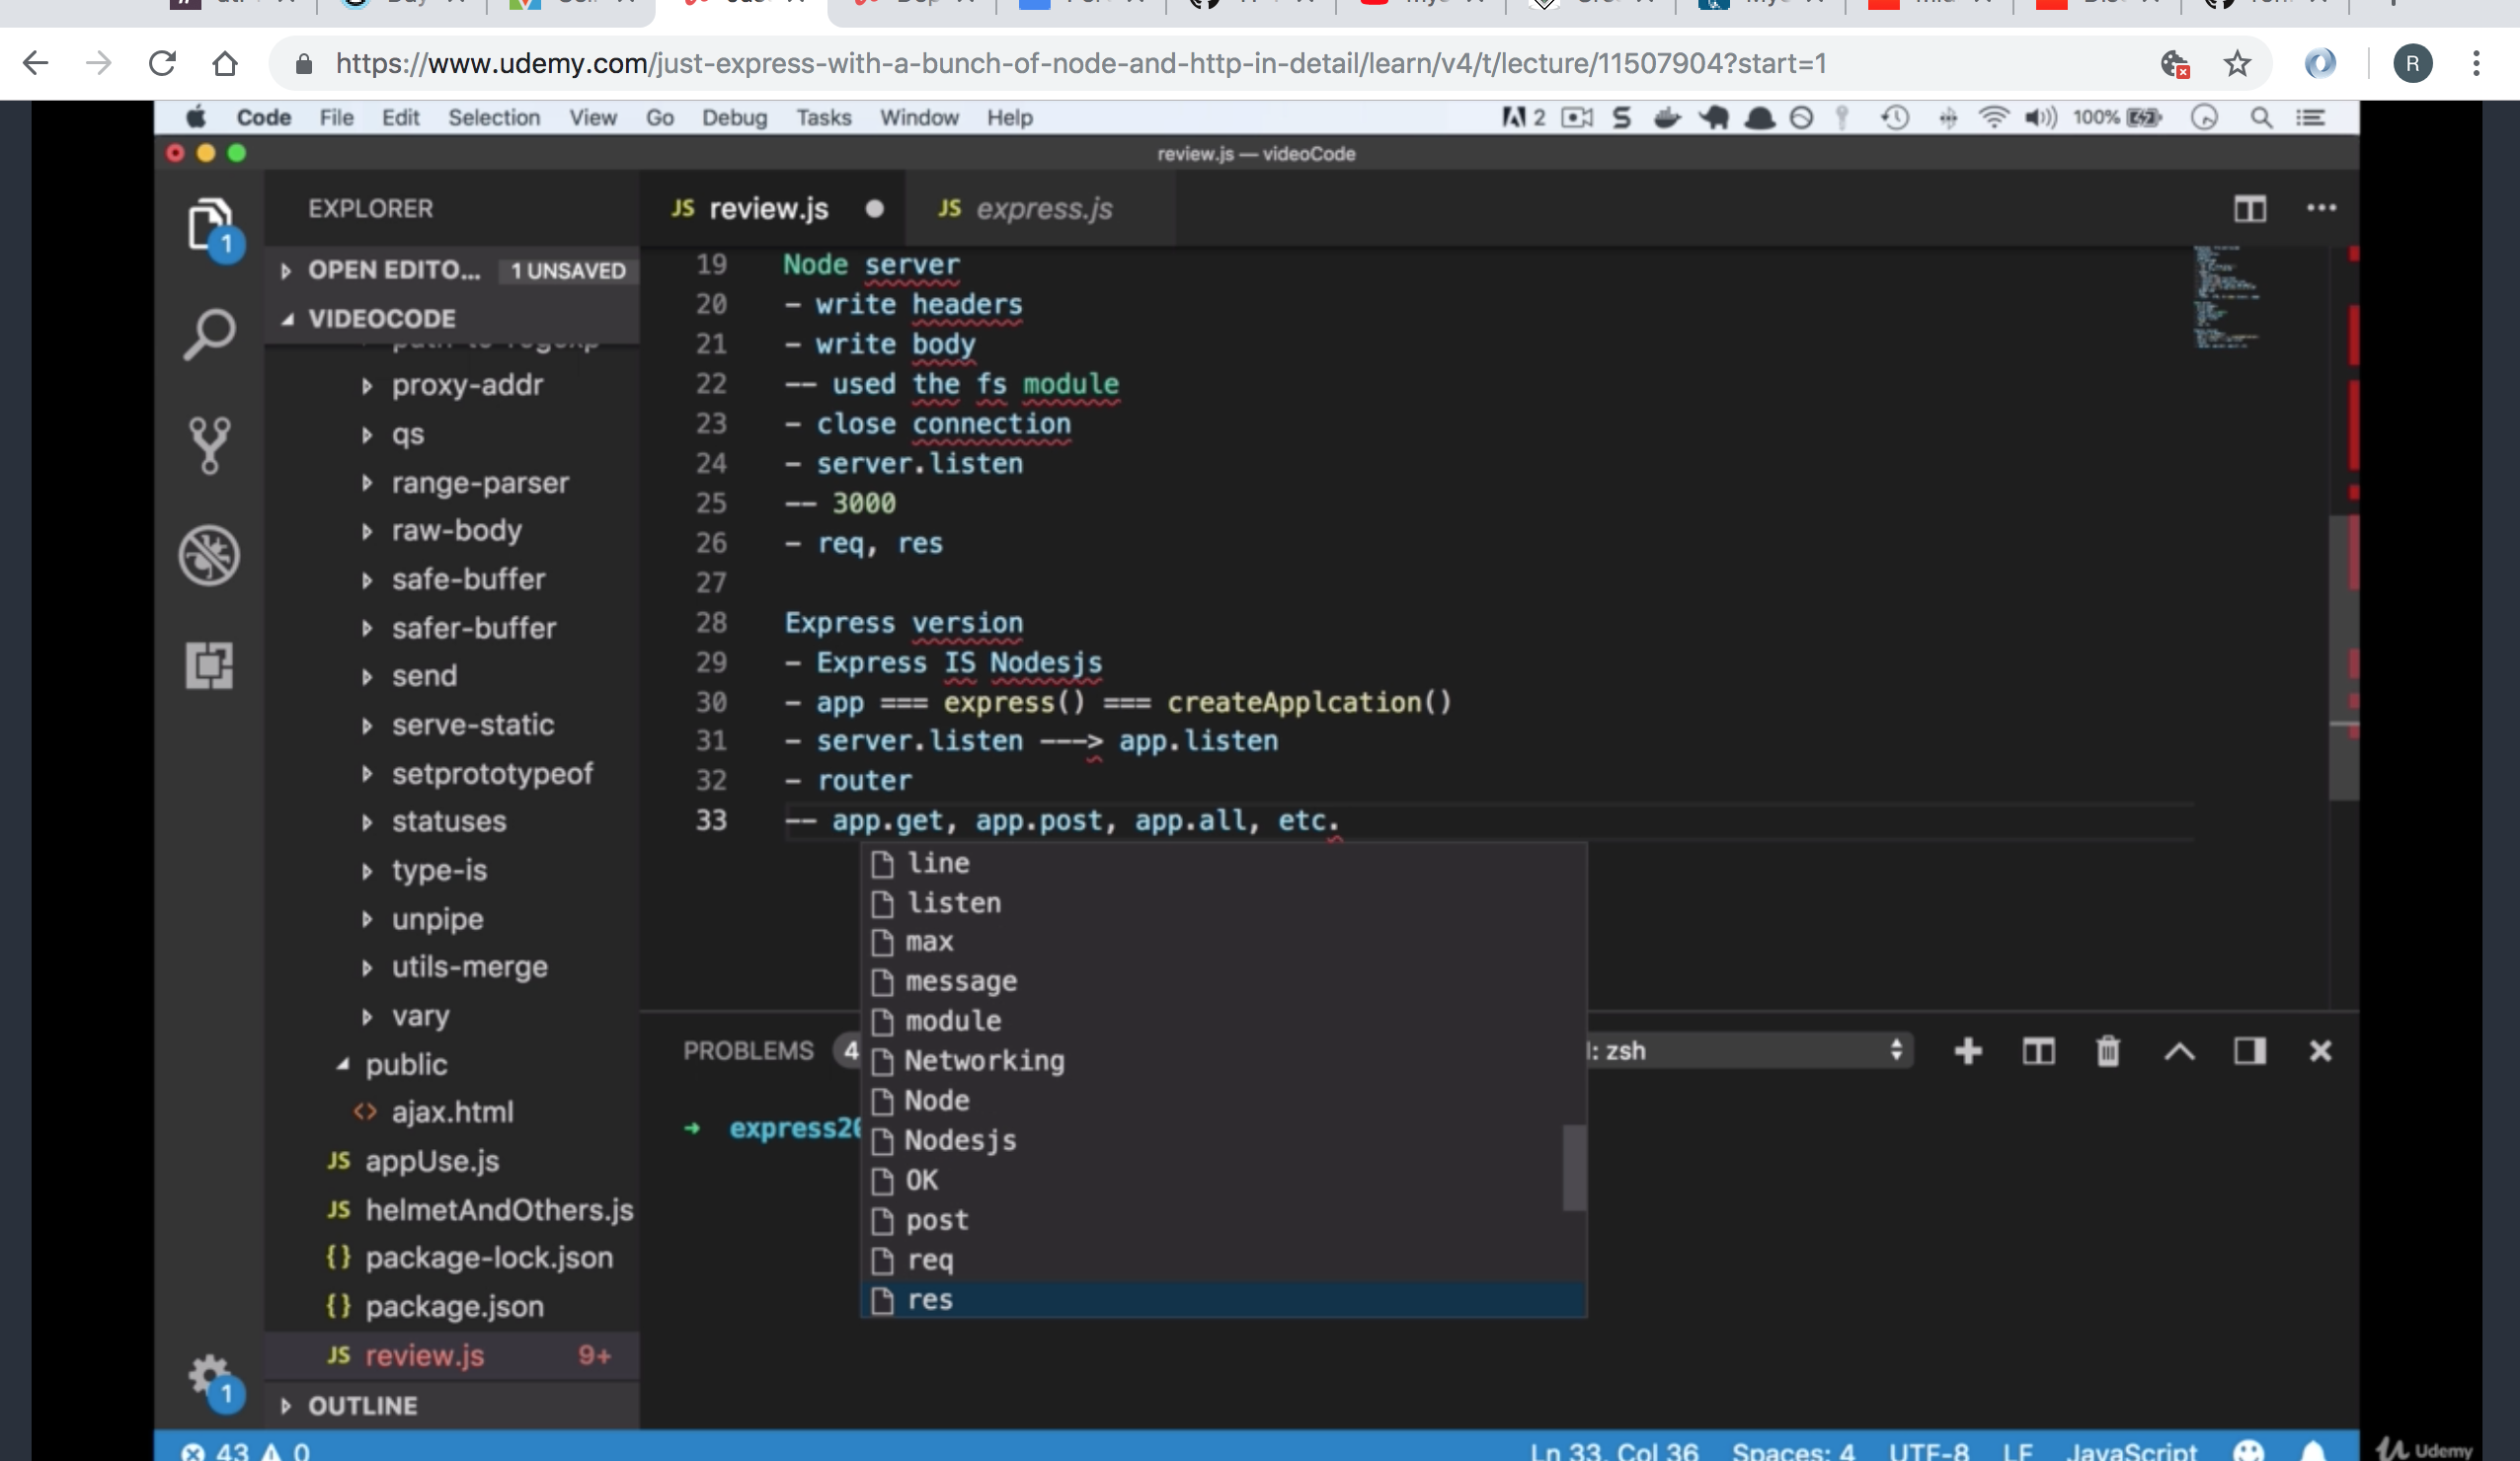 https://www.udemy.com/just-express-with-a-bunch-of-node-and-http-in-detail/learn/v4/t/lecture/11507904?start=1
R
Code File Edit Selection View Go Debug Tasks Window Help
2 100%
review.js — videoCode
EXPLORER
JS review.js
JS express.js
1
OPEN EDITO... 1 UNSAVED
VIDEOCODE
path-to-regexp
proxy-addr
qs
range-parser
raw-body
safe-buffer
safer-buffer
send
serve-static
setprototypeof
statuses
type-is
unpipe
utils-merge
vary
public
<> ajax.html
JS appUse.js
JS helmetAndOthers.js
{} package-lock.json
{} package.json
JS review.js 9+
1
OUTLINE
19 Node server
20 - write headers
21 - write body
22 -- used the fs module
23 - close connection
24 - server.listen
25 -- 3000
26 - req, res
27
28 Express version
29 - Express IS Nodesjs
30 - app === express() === createApplcation()
31 - server.listen ---> app.listen
32 - router
33 -- app.get, app.post, app.all, etc.
line
listen
max
message
module
Networking
Node
Nodesjs
OK
post
req
res
PROBLEMS 4
: zsh
→ express20
43 0
Ln 33, Col 36 Spaces: 4 UTF-8 LF JavaScript
Udemy